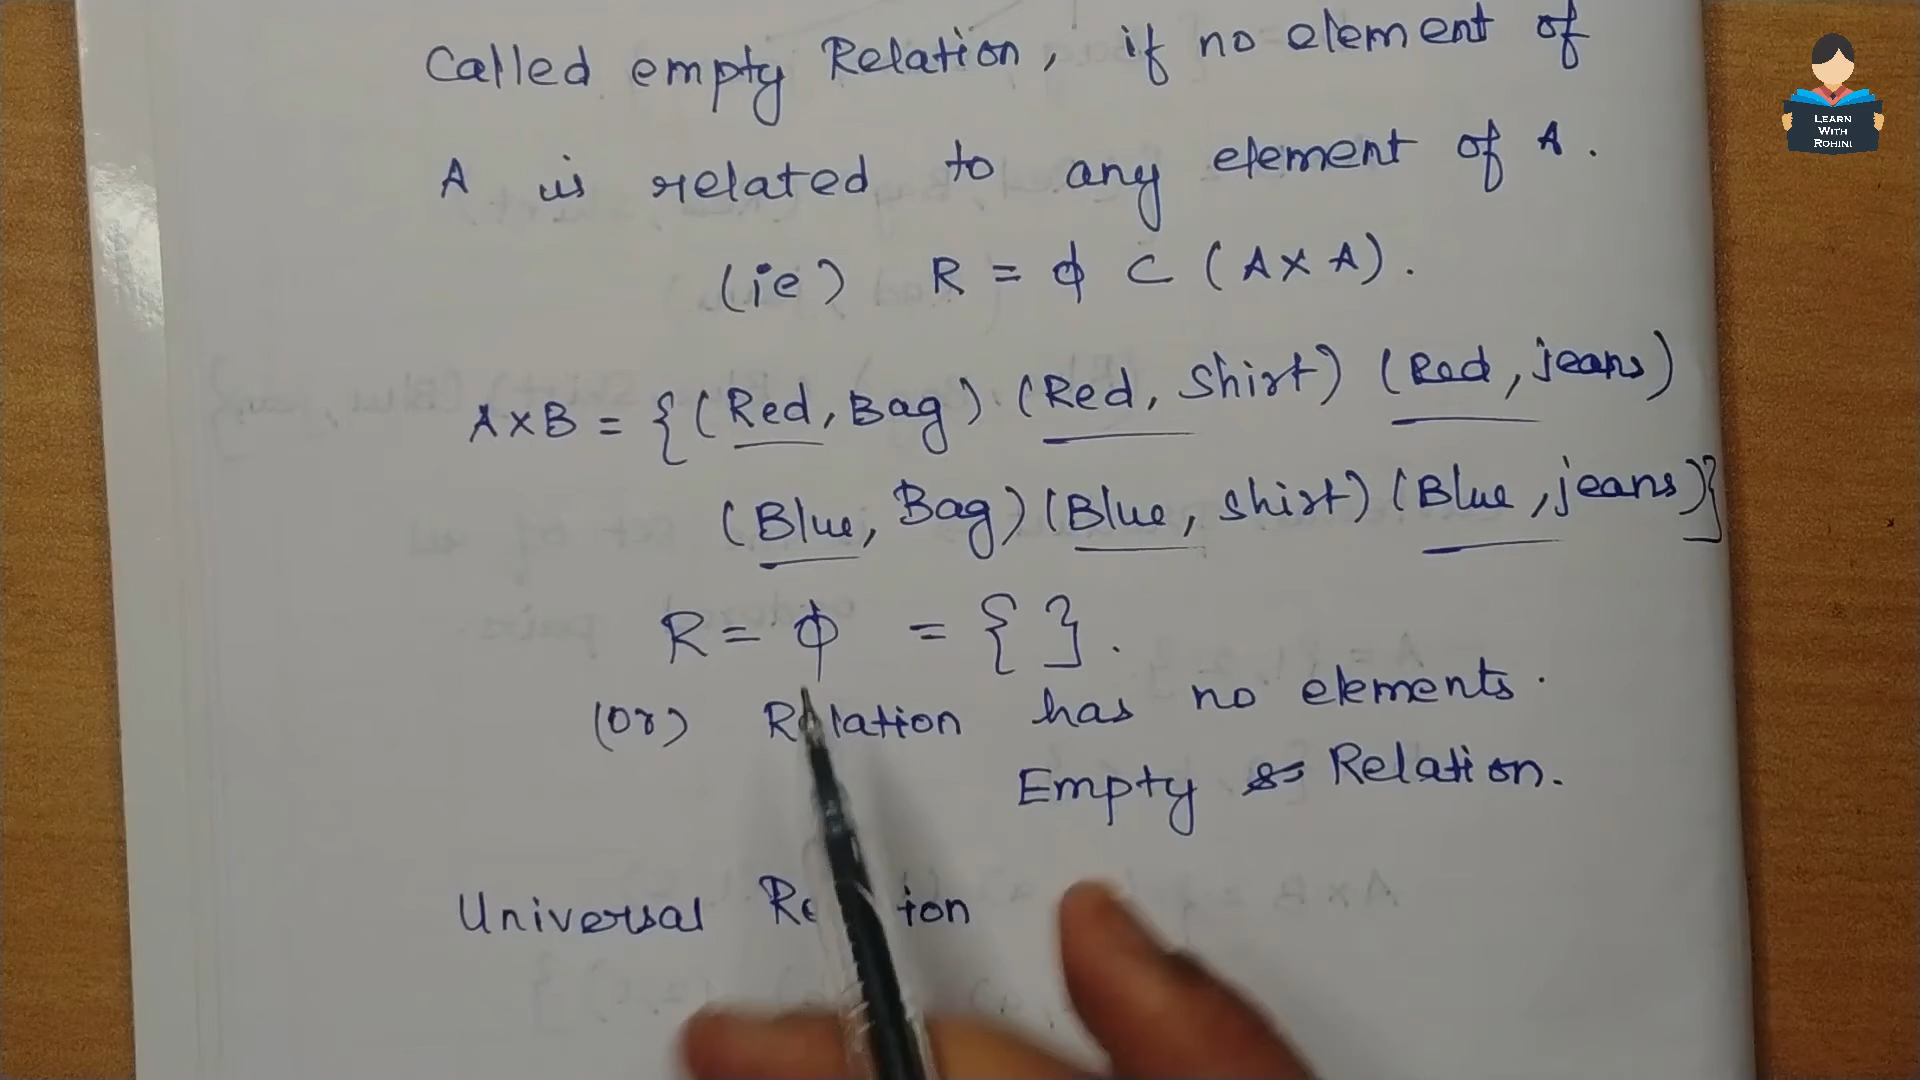 Called empty Relation, if no element of
A is related to any element of A.
(ie) R = ϕ ⊂ (A×A).
A×B = {(Red, Bag) (Red, Shirt) (Red, jeans)
(Blue, Bag) (Blue, shirt) (Blue, jeans)}
R = ϕ = { }.
(or) Relation has no elements.
Empty Relation.
Universal
LEARN
WITH
ROHINI